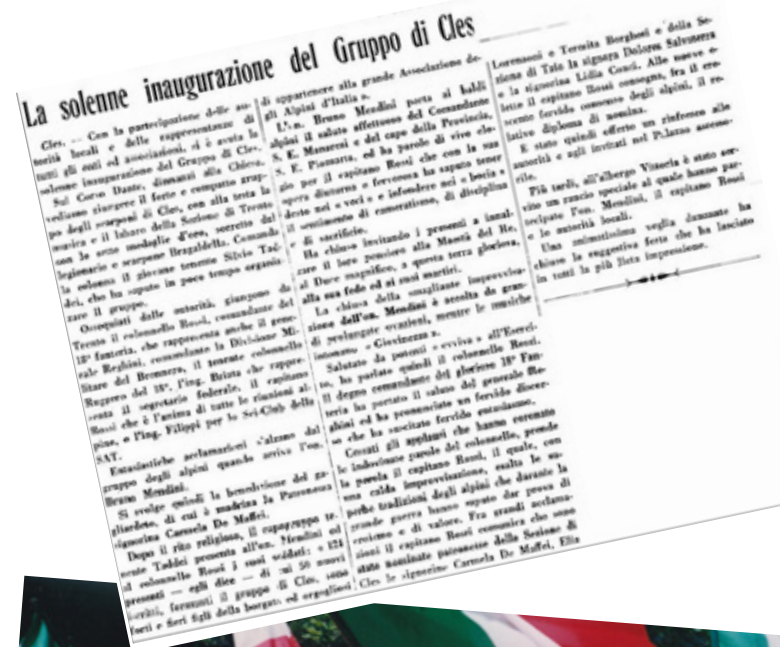 La solenne inaugurazione del Gruppo di Cles
Cles. — Con la partecipazione delle au-
torità locali e delle rappresentanze di
tutti gli enti ed associazioni, si è avuta la
solenne inaugurazione del Gruppo di Cles.
Sul Corso Dante, dinnanzi alla Chiesa,
vediamo giungere il forte e compatto grup-
po degli scarponi di Cles, con alla testa la
musica e il labaro della Sezione di Trento
con le sette medaglie d'oro, scortato dal
legionario e scarpone Bragaldetta. Comanda
la colonna il giovane tenente Silvio Tad-
dei, che ha saputo in poco tempo organiz-
zare il gruppo.
Ossequiati dalle autorità, giungono da
Trento il colonnello Rossi, comandante del
18° fanteria, che rappresenta anche il gene-
rale Reghini, comandante la Divisione Mi-
litare del Brennero, il tenente colonnello
Ruggero del 18°, l'ing. Briata che rappre-
senta il segretario federale, il capitano
Rossi che è l'anima di tutte le riunioni al-
pine, e l'ing. Filippi per lo Sci-Club della
SAT.
Entusiastiche acclamazioni s'alzano dal
gruppo degli alpini quando arriva l'on.
Bruno Mendini.
Si svolge quindi la benedizione del ga-
gliardetto, di cui è madrina la Patronessa
signorina Carmela De Maffei.
Dopo il rito religioso, il capogruppo te-
nente Taddei presenta all'on. Mendini ed
al colonnello Rossi i suoi soldati: « 124
presenti — egli dice — di cui 50 nuovi
iscritti, formanti il gruppo di Cles, sono
forti e fieri figli della borgata ed orgogliosi
di appartenere alla grande Associazione de-
gli Alpini d'Italia ».
L'on. Bruno Mendini porta ai baldi
alpini il saluto affettuoso del Comandante
S. E. Manaresi e del capo della Provincia,
S. E. Piomarta, ed ha parole di vivo elo-
gio per il capitano Rossi che con la sua
opera diuturna e fervorosa ha saputo tener
desto nei « veci » e infondere nei « bocia »
il sentimento di cameratismo, di disciplina
e di sacrificio.
Ha chiuso invitando i presenti a innal-
zare il loro pensiero alla Maestà del Re,
al Duce magnifico, a questa terra gloriosa,
alla sua fede ed ai suoi martiri.
La chiusa della smagliante improvvisa-
zione dell'on. Mendini è accolta da gran-
di prolungate ovazioni, mentre le musiche
intonano « Giovinezza ».
Salutato da potenti « evviva » all'Eserci-
to, ha parlato quindi il colonnello Rossi.
Il degno comandante del glorioso 18° Fan-
teria ha portato il saluto del generale Re-
ghini ed ha pronunciato un fervido discor-
so che ha suscitato fervido entusiasmo.
Cessati gli applausi che hanno coronato
le indovinate parole del colonnello, prende
la parola il capitano Rossi, il quale, con
una calda improvvisazione, esalta le su-
perbe tradizioni degli alpini che durante la
grande guerra hanno saputo dar prova di
eroismo e di valore. Fra grandi acclama-
zioni il capitano Rossi comunica che sono
state nominate patronesse della Sezione di
Cles le signorine Carmela De Maffei, Elia
Lorenzoni e Teresita Borghesi e della Se-
zione di Taio la signora Dolores Salvaterra
e la signorina Lidia Conci. Alle nuove e-
lette il capitano Rossi consegna, fra il cre-
scente fervido consenso degli alpini, il re-
lativo diploma di nomina.
È stato quindi offerto un rinfresco alle
autorità e agli invitati nel Palazzo assesso-
rile.
Più tardi, all'albergo Venezia è stato ser-
vito un rancio speciale al quale hanno par-
tecipato l'on. Mendini, il capitano Rossi
e le autorità locali.
Una animatissima veglia danzante ha
chiuso la suggestiva festa che ha lasciato
in tutti la più lieta impressione.